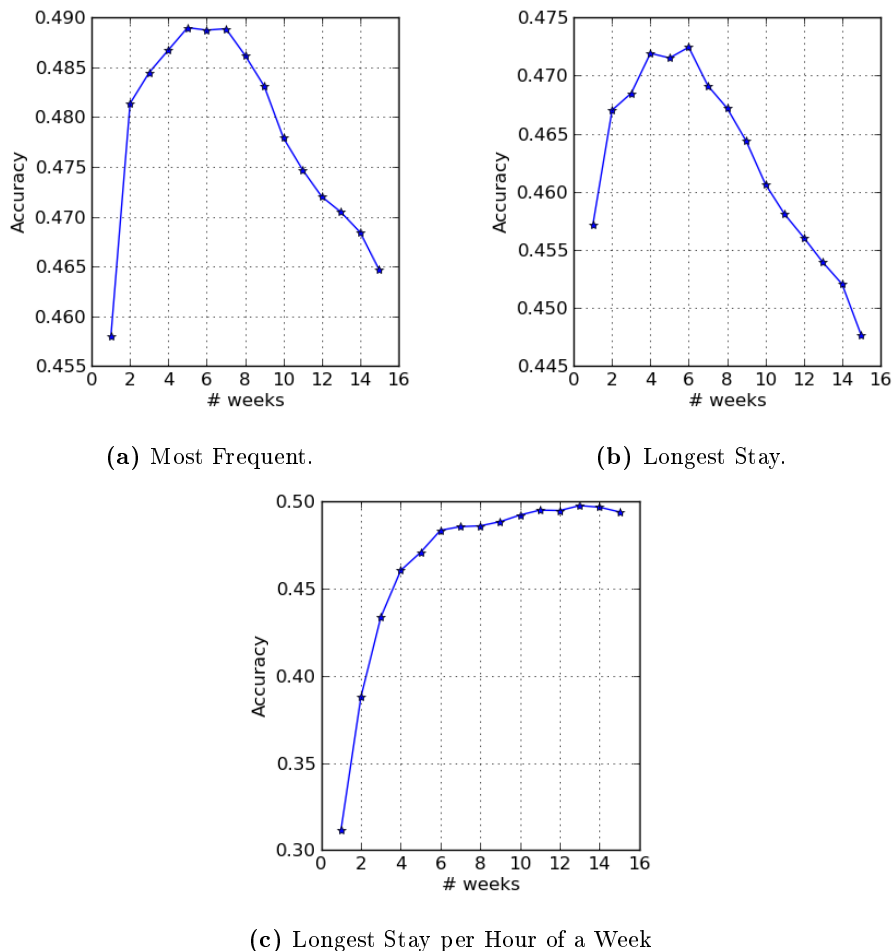 0.490
0.485
0.480
0.475
0.470
0.465
0.460
0.455
Accuracy
0 2 4 6 8 10 12 14 16
# weeks
(a) Most Frequent.
0.475
0.470
0.465
0.460
0.455
0.450
0.445
Accuracy
0 2 4 6 8 10 12 14 16
# weeks
(b) Longest Stay.
0.50
0.45
0.40
0.35
0.30
Accuracy
0 2 4 6 8 10 12 14 16
# weeks
(c) Longest Stay per Hour of a Week